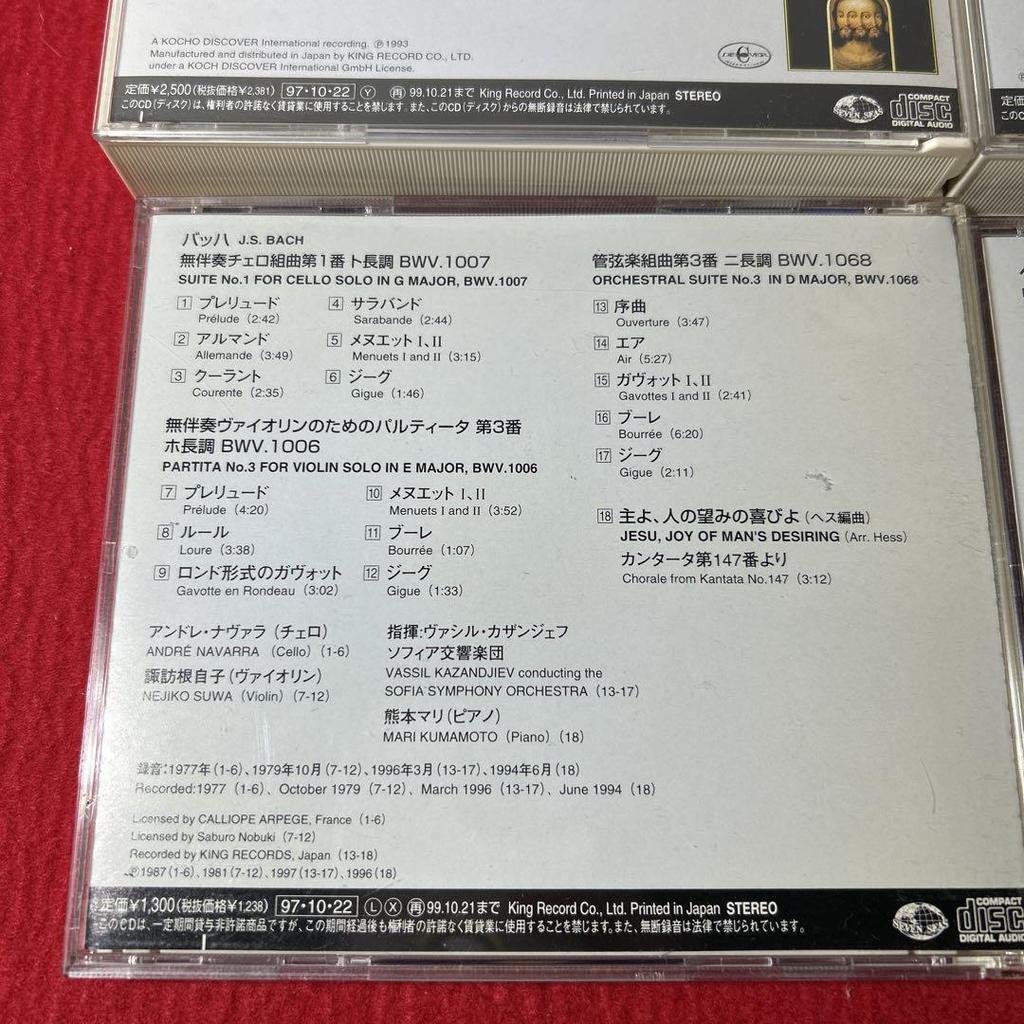 A KOCHO DISCOVER International recording. Ⓟ1993
Manufactured and distributed in Japan by KING RECORD CO., LTD.
under a KOCH DISCOVER International GmbH License.
定価¥2,500(税抜価格¥2,381) 97・10・22 Ⓨ 再 99.10.21まで King Record Co., Ltd. Printed in Japan STEREO
このCD(ディスク)は、権利者の許諾なく賃貸業に使用することを禁じます。また、このCD(ディスク)からの無断録音は法律で禁じられています。
SEVEN SEAS
COMPACT
disc
DIGITAL AUDIO
定価
バッハ J.S. BACH
無伴奏チェロ組曲第1番 ト長調 BWV.1007
SUITE No.1 FOR CELLO SOLO IN G MAJOR, BWV.1007
1 プレリュード
Prélude (2:42)
2 アルマンド
Allemande (3:49)
3 クーラント
Courente (2:35)
4 サラバンド
Sarabande (2:44)
5 メヌエット I、II
Menuets I and II (3:15)
6 ジーグ
Gigue (1:46)
無伴奏ヴァイオリンのためのパルティータ 第3番
ホ長調 BWV.1006
PARTITA No.3 FOR VIOLIN SOLO IN E MAJOR, BWV.1006
7 プレリュード
Prélude (4:20)
8 ルール
Loure (3:38)
9 ロンド形式のガヴォット
Gavotte en Rondeau (3:02)
10 メヌエット I、II
Menuets I and II (3:52)
11 ブーレ
Bourrée (1:07)
12 ジーグ
Gigue (1:33)
管弦楽組曲第3番 ニ長調 BWV.1068
ORCHESTRAL SUITE No.3 IN D MAJOR, BWV.1068
13 序曲
Ouverture (3:47)
14 エア
Air (5:27)
15 ガヴォット I、II
Gavottes I and II (2:41)
16 ブーレ
Bourrée (6:20)
17 ジーグ
Gigue (2:11)
18 主よ、人の望みの喜びよ (ヘス編曲)
JESU, JOY OF MAN'S DESIRING (Arr. Hess)
カンタータ第147番より
Chorale from Kantata No.147 (3:12)
アンドレ・ナヴァラ (チェロ)
ANDRÉ NAVARRA (Cello) (1-6)
諏訪根自子(ヴァイオリン)
NEJIKO SUWA (Violin) (7-12)
指揮:ヴァシル・カザンジェフ
ソフィア交響楽団
VASSIL KAZANDJIEV conducting the
SOFIA SYMPHONY ORCHESTRA (13-17)
熊本マリ(ピアノ)
MARI KUMAMOTO (Piano) (18)
録音:1977年(1-6)、1979年10月(7-12)、1996年3月(13-17)、1994年6月(18)
Recorded:1977 (1-6)、October 1979 (7-12)、March 1996 (13-17)、June 1994 (18)
Licensed by CALLIOPE ARPEGE, France (1-6)
Licensed by Saburo Nobuki (7-12)
Recorded by KING RECORDS, Japan (13-18)
Ⓟ1987(1-6)、1981(7-12)、1997(13-17)、1996(18)
定価¥1,300(税抜価格¥1,238) 97・10・22 Ⓛ Ⓧ 再 99.10.21まで King Record Co., Ltd. Printed in Japan STEREO
このCDは、一定期間貸与非許諾商品ですが、この期間経過後も権利者の許諾なく賃貸業に使用することを禁じます。また、無断録音は法律で禁じられています。
SEVEN SEAS
COMPACT
disc
DIGITAL AUDIO